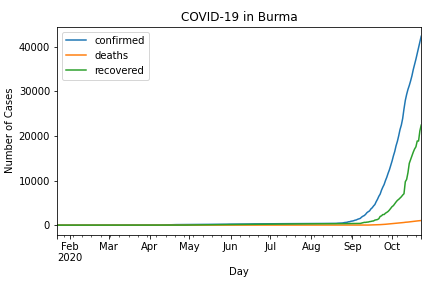 COVID-19 in Burma
confirmed
deaths
recovered
Number of Cases
40000
30000
20000
10000
0
Feb Mar Apr May Jun Jul Aug Sep Oct
2020
Day